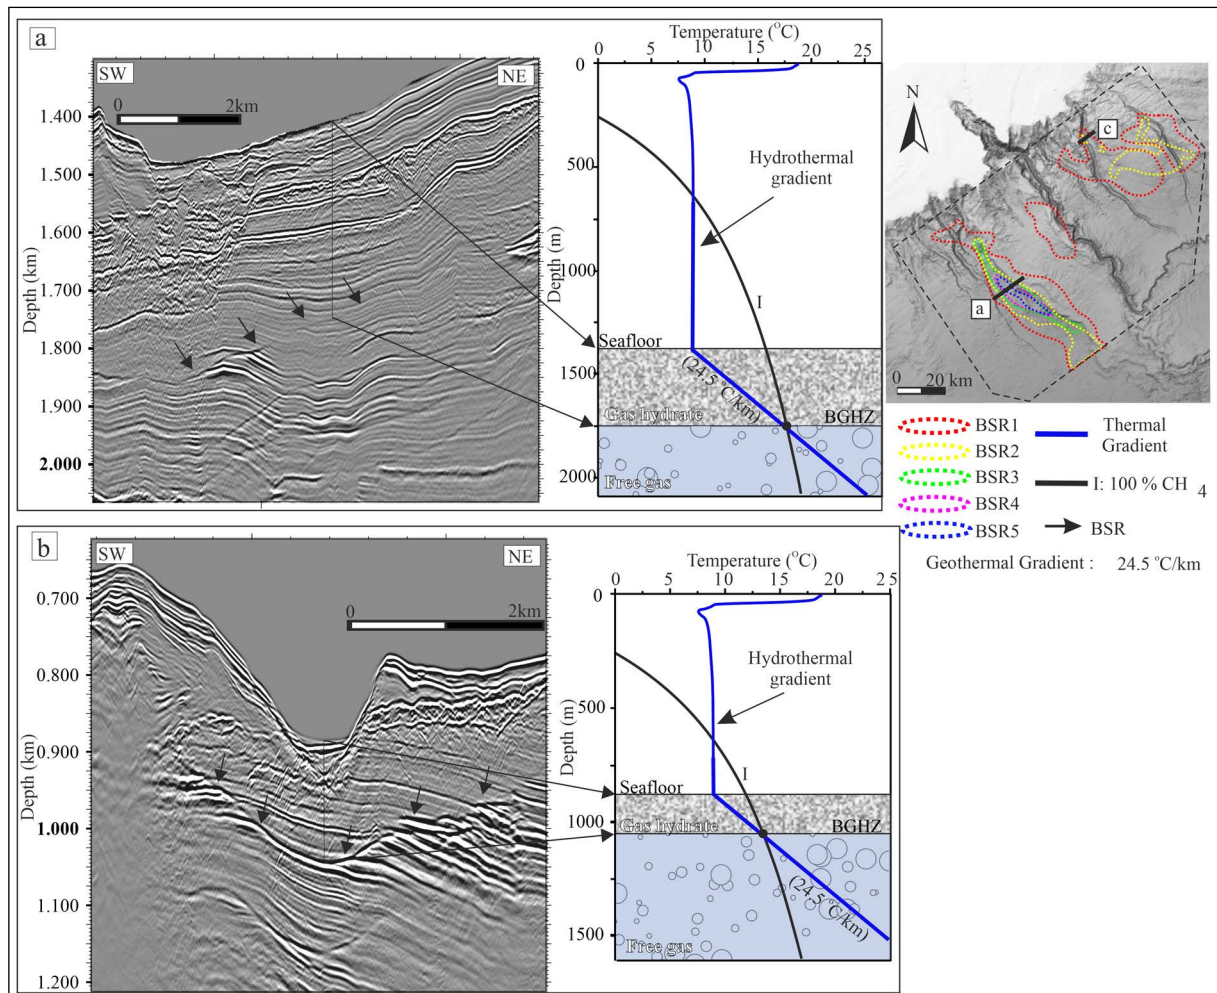 a
SW
NE
0
2km
1.400
1.500
1.600
1.700
1.800
1.900
2.000
Depth (km)
Temperature (°C)
0 5 10 15 20 25
0
500
1000
1500
2000
Depth (m)
Hydrothermal
gradient
I
Seafloor
(24.5 °C/km)
Gas hydrate
BGHZ
Free gas
N
c
a
0 20 km
BSR1
BSR2
BSR3
BSR4
BSR5
Thermal
Gradient
I: 100 % CH 4
BSR
Geothermal Gradient : 24.5 °C/km
b
SW
NE
0
2km
0.700
0.800
0.900
1.000
1.100
1.200
Depth (km)
Temperature (°C)
0 5 10 15 20 25
0
500
1000
1500
Depth (m)
Hydrothermal
gradient
I
Seafloor
Gas hydrate
BGHZ
(24.5 °C/km)
Free gas